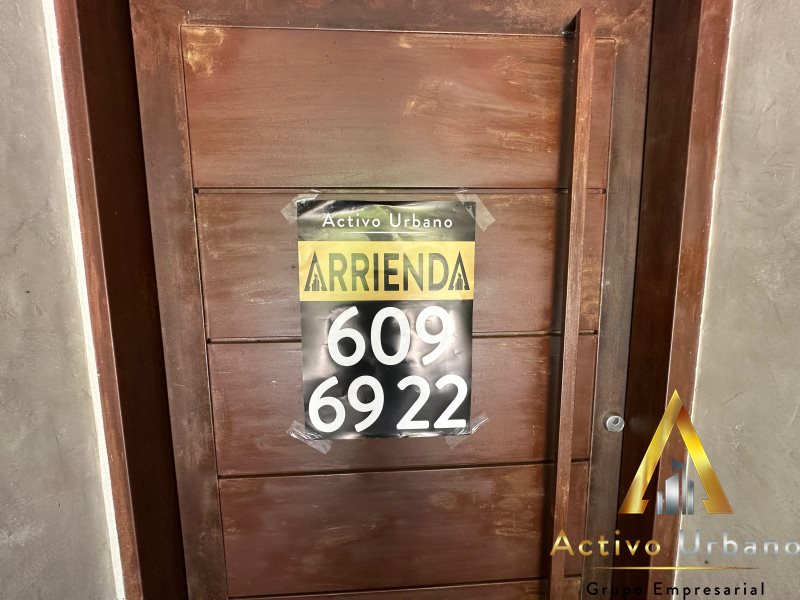 Activo Urbano
ARRIENDA
609
6922
Activo Urbano
Grupo Empresarial